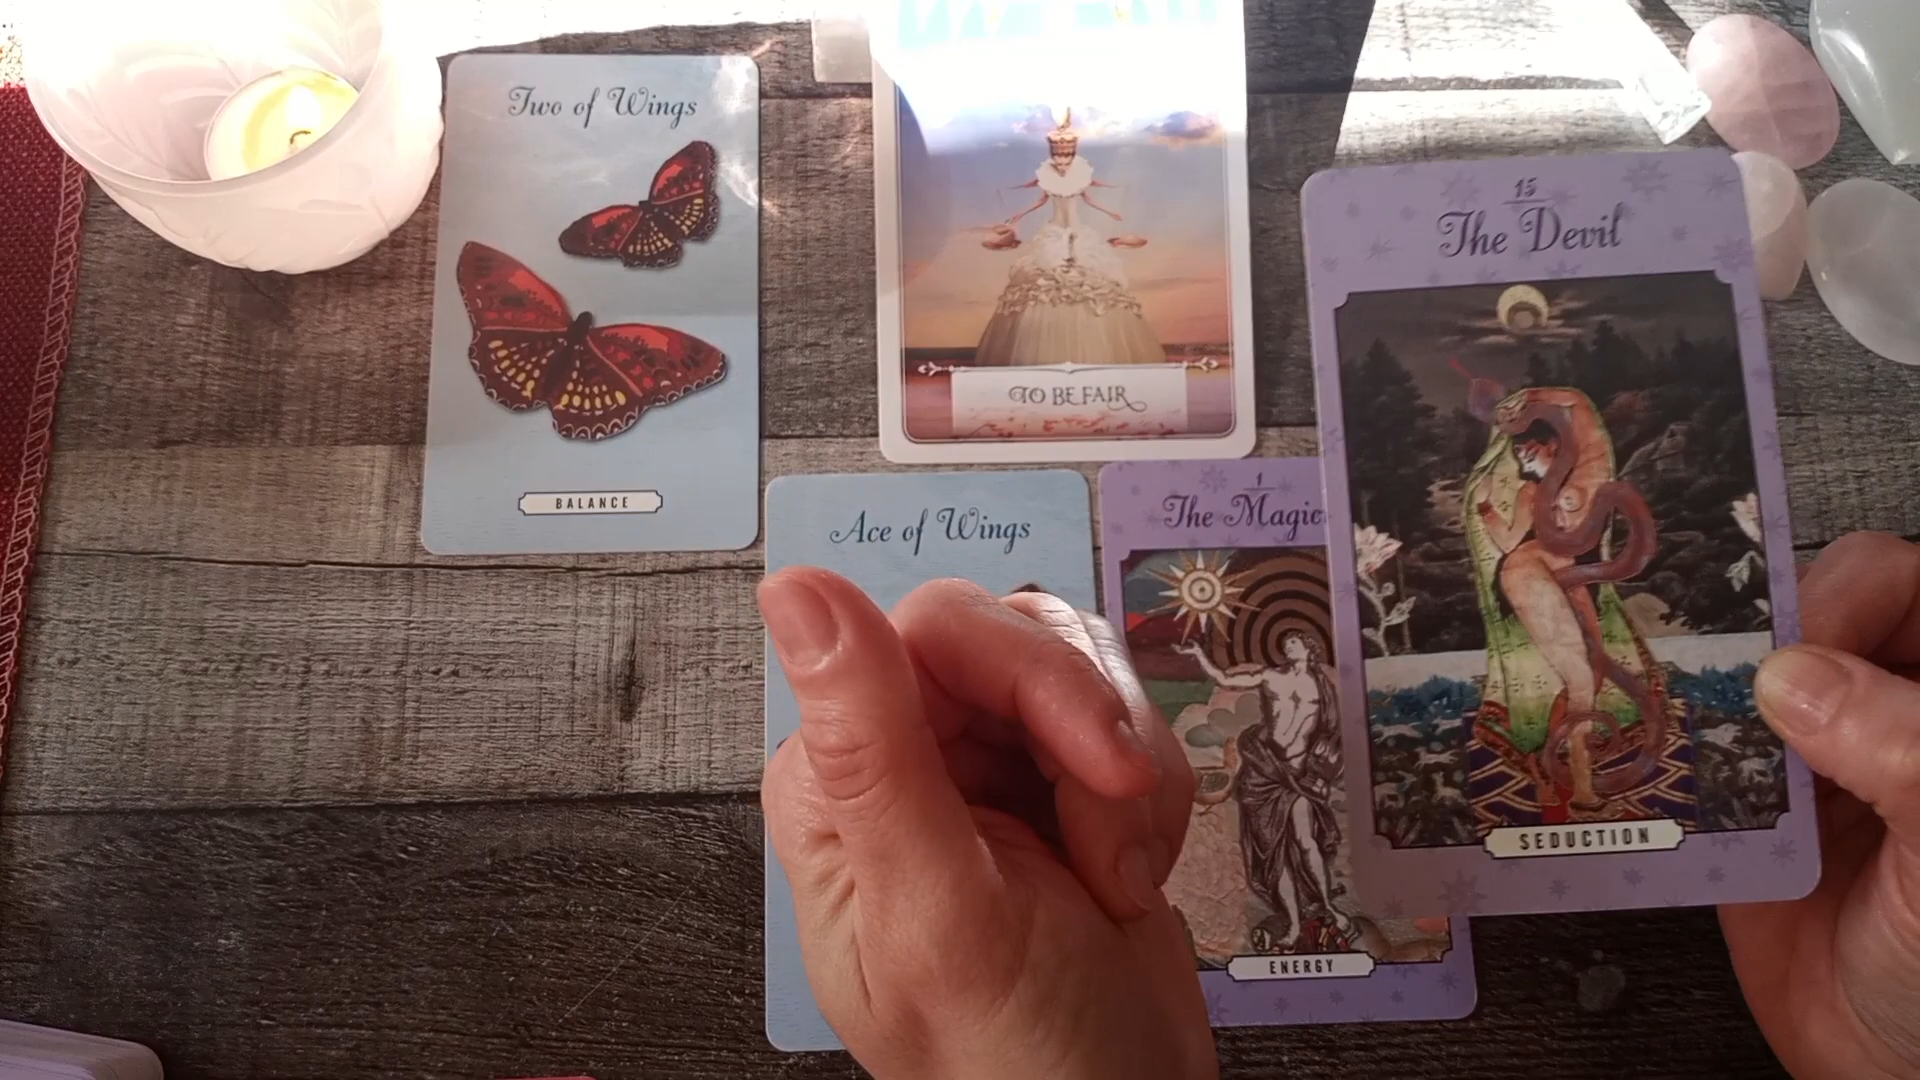 Two of Wings
BALANCE
TO BE FAIR
15
The Devil
SEDUCTION
Ace of Wings
1
The Magic
ENERGY